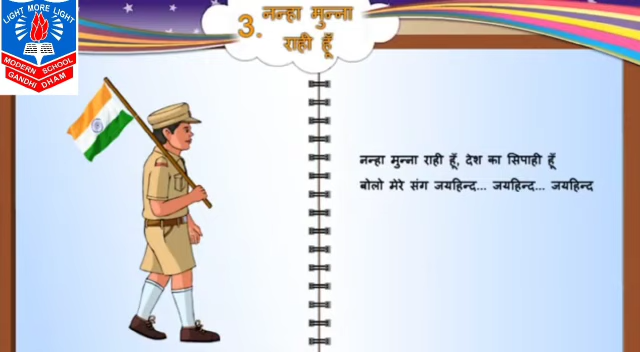 LIGHT MORE LIGHT
MODERN SCHOOL
GANDHI DHAM
3. नन्हा मुन्ना
राही हूँ
नन्हा मुन्ना राही हूँ, देश का सिपाही हूँ
बोलो मेरे संग जयहिन्द... जयहिन्द... जयहिन्द